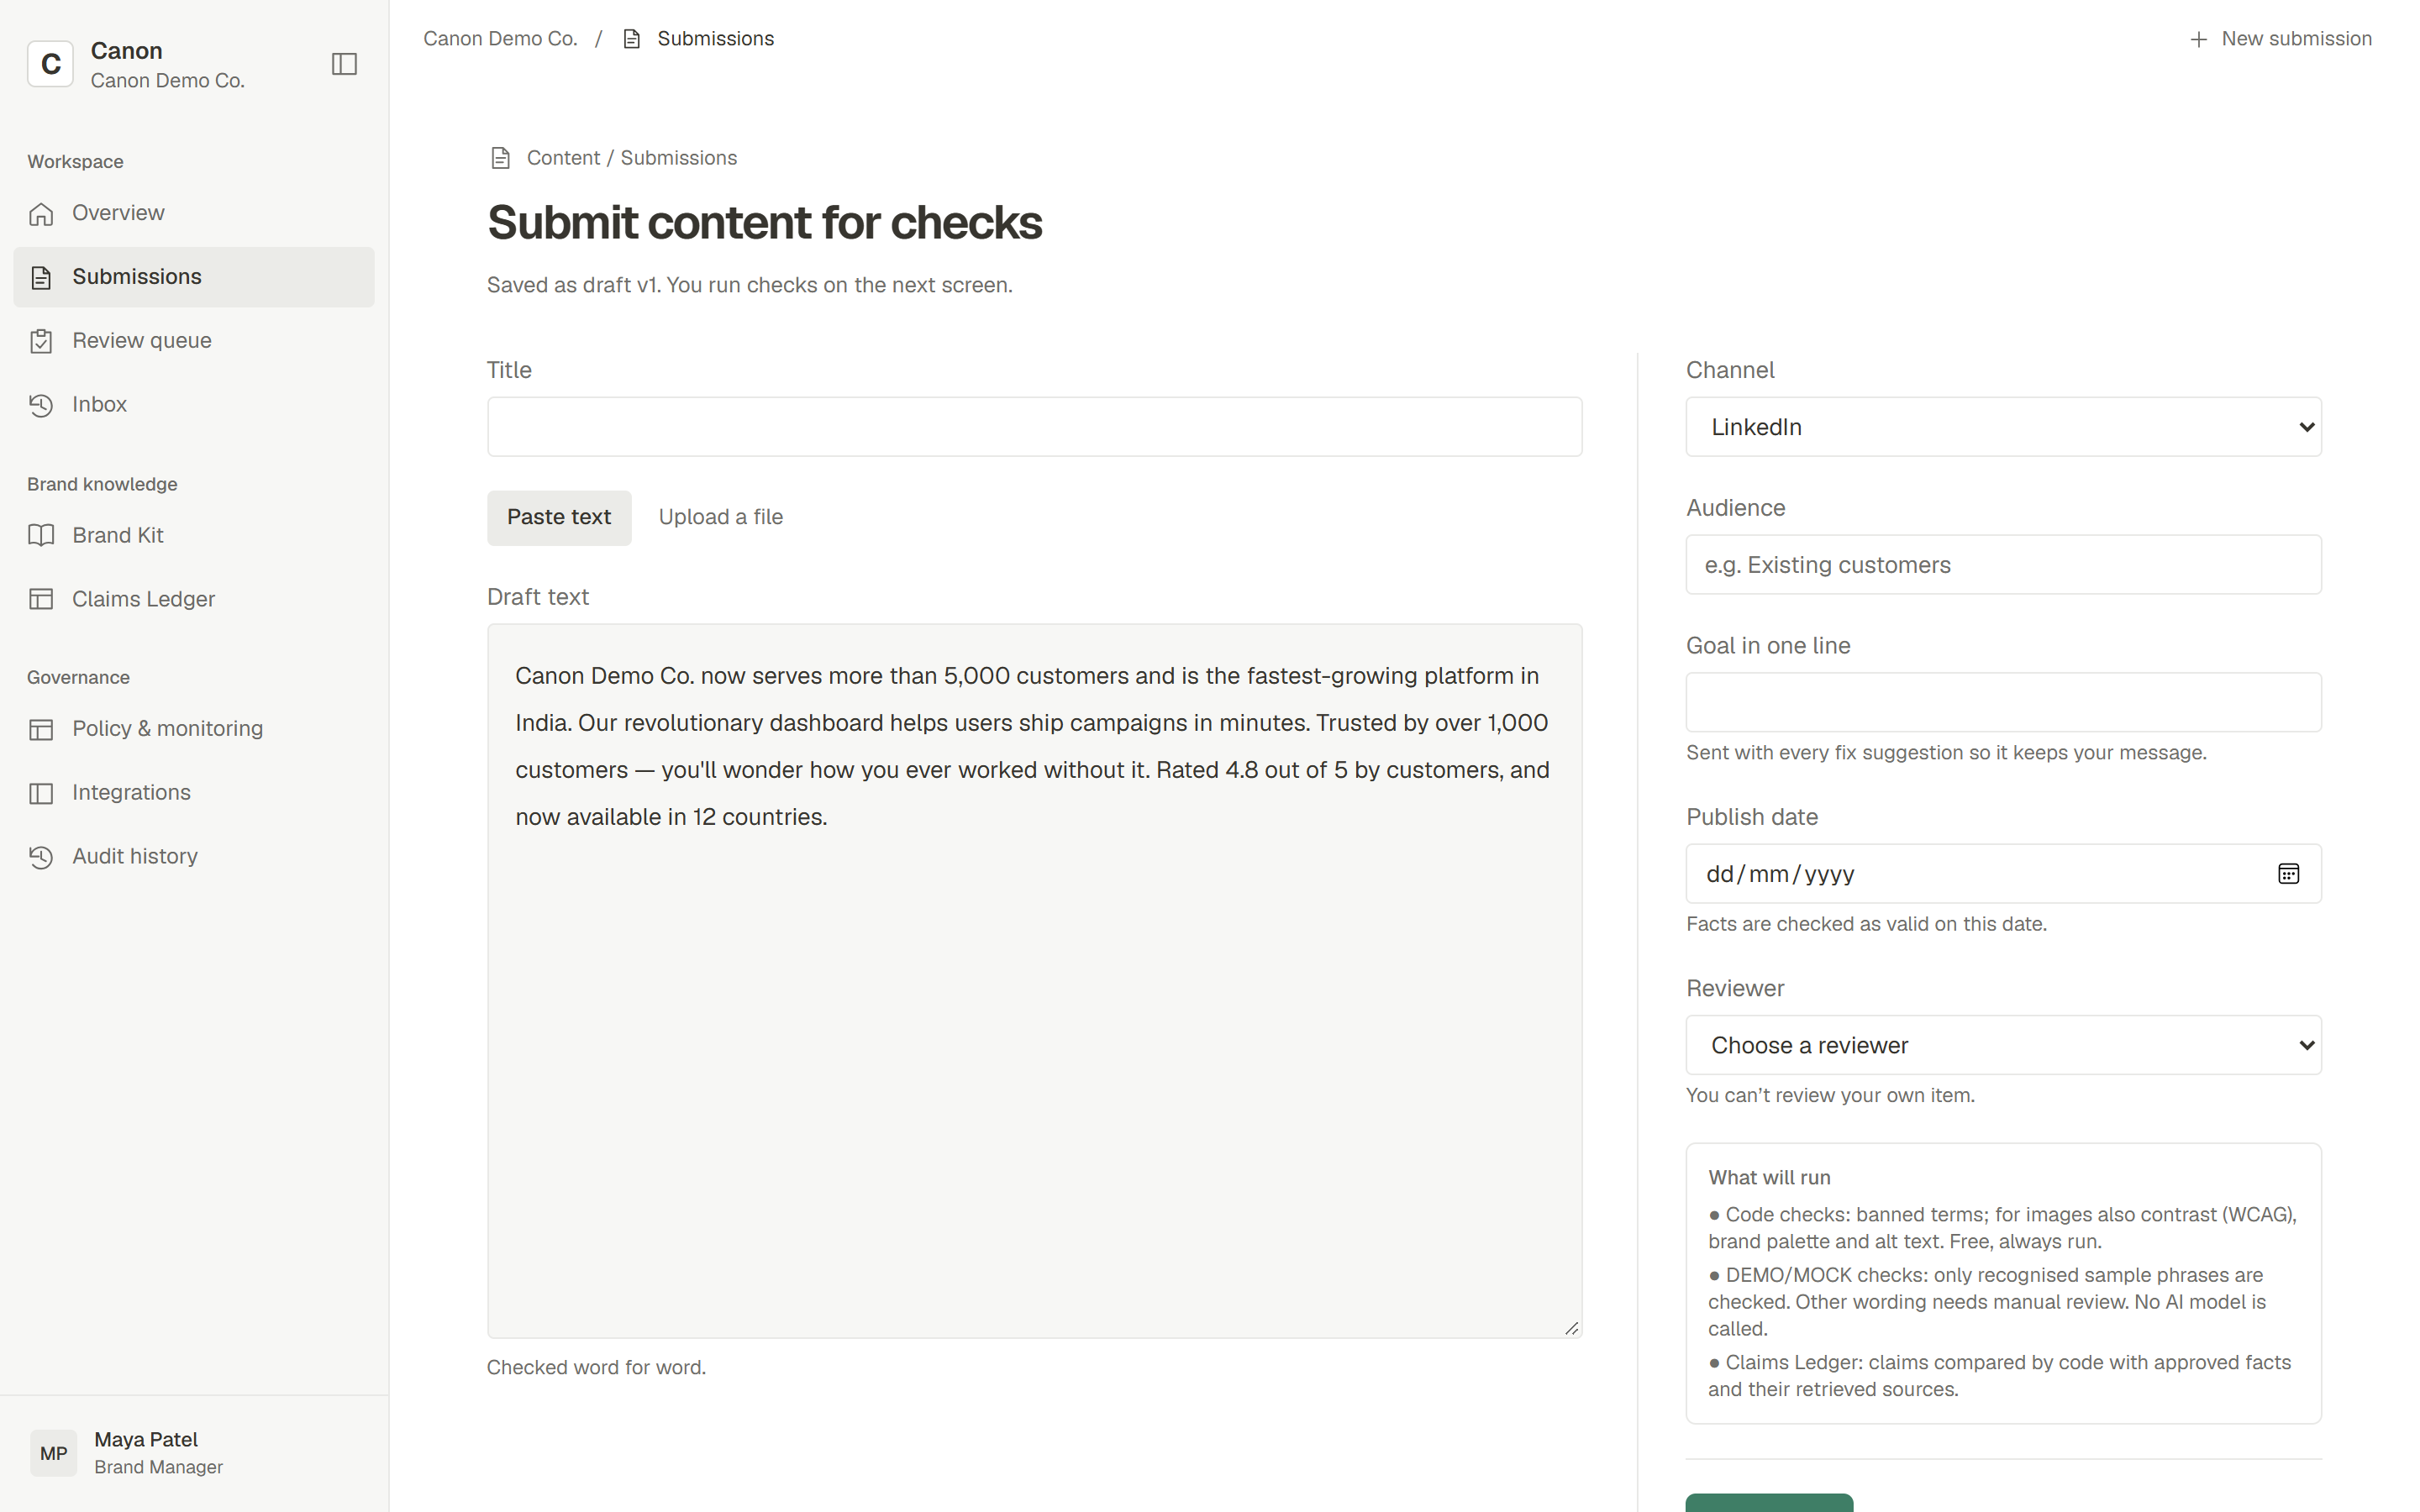 C
Canon
Canon Demo Co.
Workspace
Overview
Submissions
Review queue
Inbox
Brand knowledge
Brand Kit
Claims Ledger
Governance
Policy & monitoring
Integrations
Audit history
MP
Maya Patel
Brand Manager
Canon Demo Co. / Submissions
New submission
Content / Submissions
Submit content for checks
Saved as draft v1. You run checks on the next screen.
Title
Paste text
Upload a file
Draft text
Canon Demo Co. now serves more than 5,000 customers and is the fastest-growing platform in
India. Our revolutionary dashboard helps users ship campaigns in minutes. Trusted by over 1,000
customers — you'll wonder how you ever worked without it. Rated 4.8 out of 5 by customers, and
now available in 12 countries.
Checked word for word.
Channel
LinkedIn
Audience
e.g. Existing customers
Goal in one line
Sent with every fix suggestion so it keeps your message.
Publish date
dd/mm/yyyy
Facts are checked as valid on this date.
Reviewer
Choose a reviewer
You can’t review your own item.
What will run
● Code checks: banned terms; for images also contrast (WCAG),
brand palette and alt text. Free, always run.
● DEMO/MOCK checks: only recognised sample phrases are
checked. Other wording needs manual review. No AI model is
called.
● Claims Ledger: claims compared by code with approved facts
and their retrieved sources.